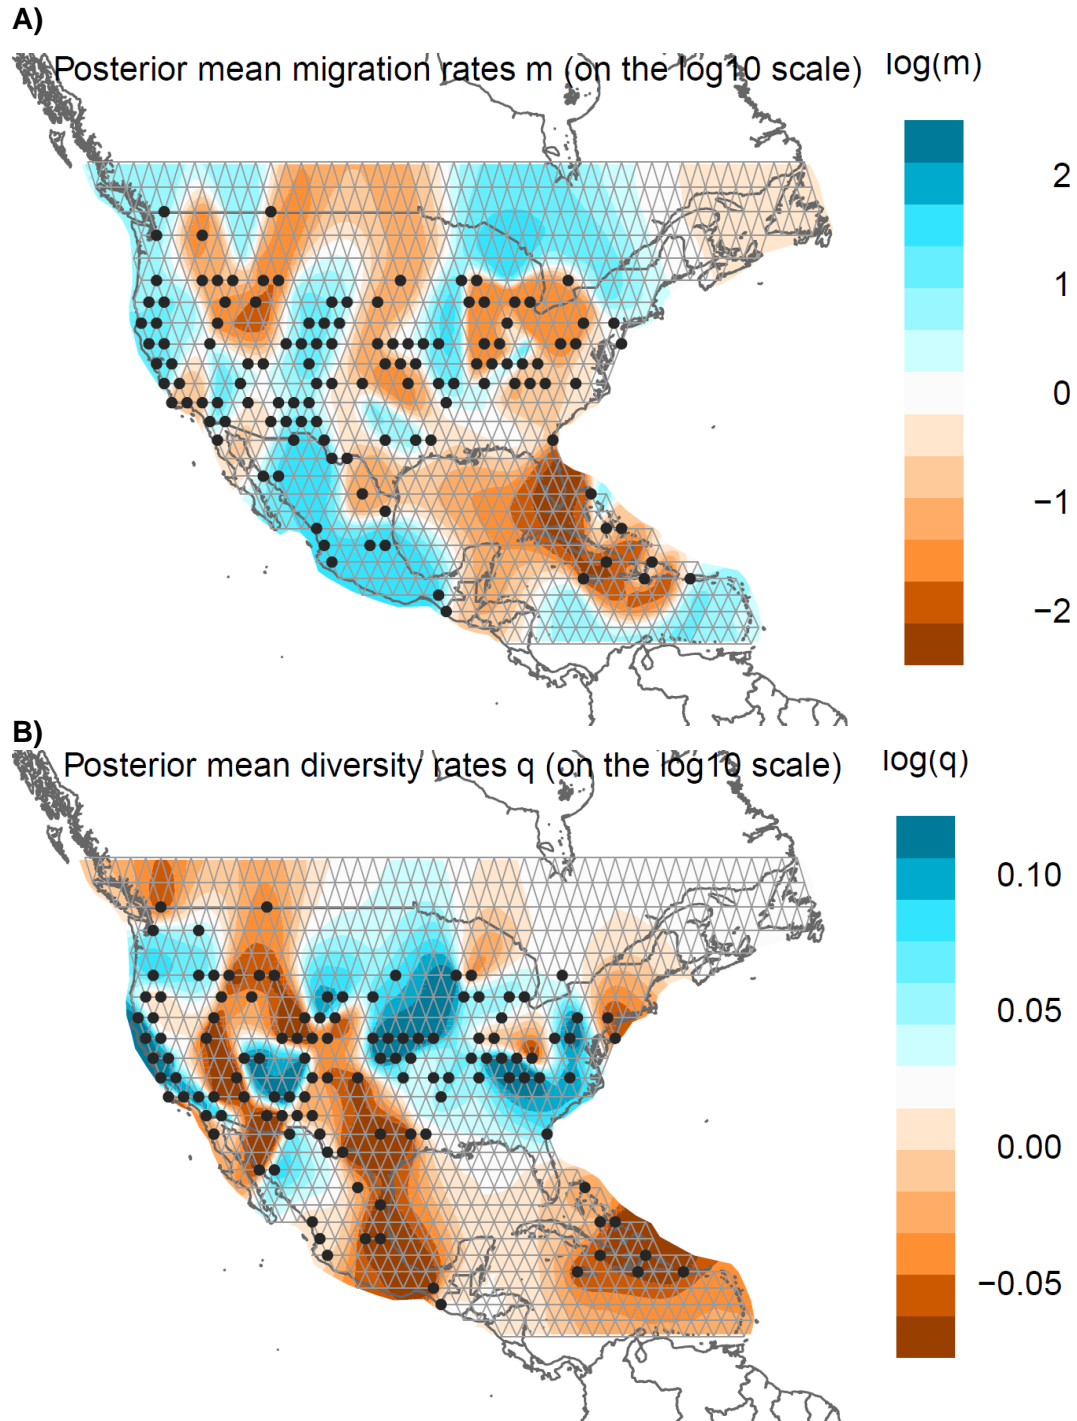 A)
Posterior mean migration rates m (on the log10 scale)
log(m)
2
1
0
−1
−2
B)
Posterior mean diversity rates q (on the log10 scale)
log(q)
0.10
0.05
0.00
−0.05